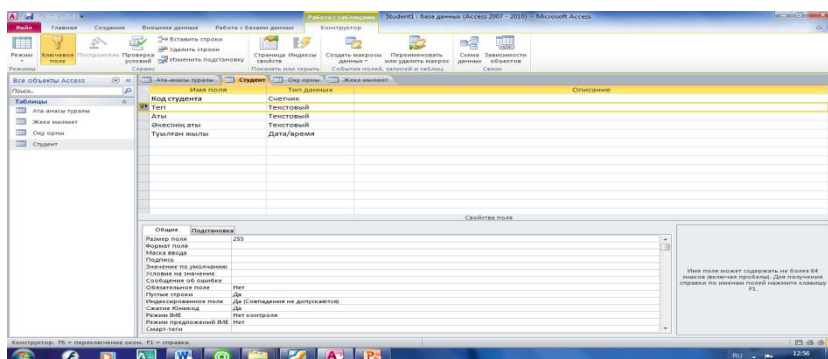 Работа с таблицами
Student1 : база данных (Access 2007 - 2010) - Microsoft Access
Файл Главная Создание Внешние данные Работа с базами данных Конструктор
Режим
Ключевое поле
Построитель
Проверка условий
Вставить строки
Удалить строки
Изменить подстановку
Страница свойств
Индексы
Создать макросы данных
Переименовать или удалить макрос
Схема данных
Зависимости объектов
Режимы Сервис Показать или скрыть События полей, записей и таблиц Связи
Все объекты Access
Поиск...
Таблицы
Ата-анасы туралы
Жеке мәлімет
Оқу орны
Студент
Ата-анасы туралы Студент Оқу орны Жеке мәлімет
Имя поля Тип данных Описание
Код студента Счетчик
Тегі Текстовый
Аты Текстовый
Әкесінің аты Текстовый
Туылған жылы Дата/время
Свойства поля
Общие Подстановка
Размер поля 255
Формат поля
Маска ввода
Подпись
Значение по умолчанию
Условие на значение
Сообщение об ошибке
Обязательное поле Нет
Пустые строки Да
Индексированное поле Да (Совпадения не допускаются)
Сжатие Юникод Да
Режим IME Нет контроля
Режим предложений IME Нет
Смарт-теги
Имя поля может содержать не более 64 знаков (включая пробелы). Для получения справки по именам полей нажмите клавишу F1.
Конструктор. F6 = переключение окон. F1 = справка.
RU 12:56